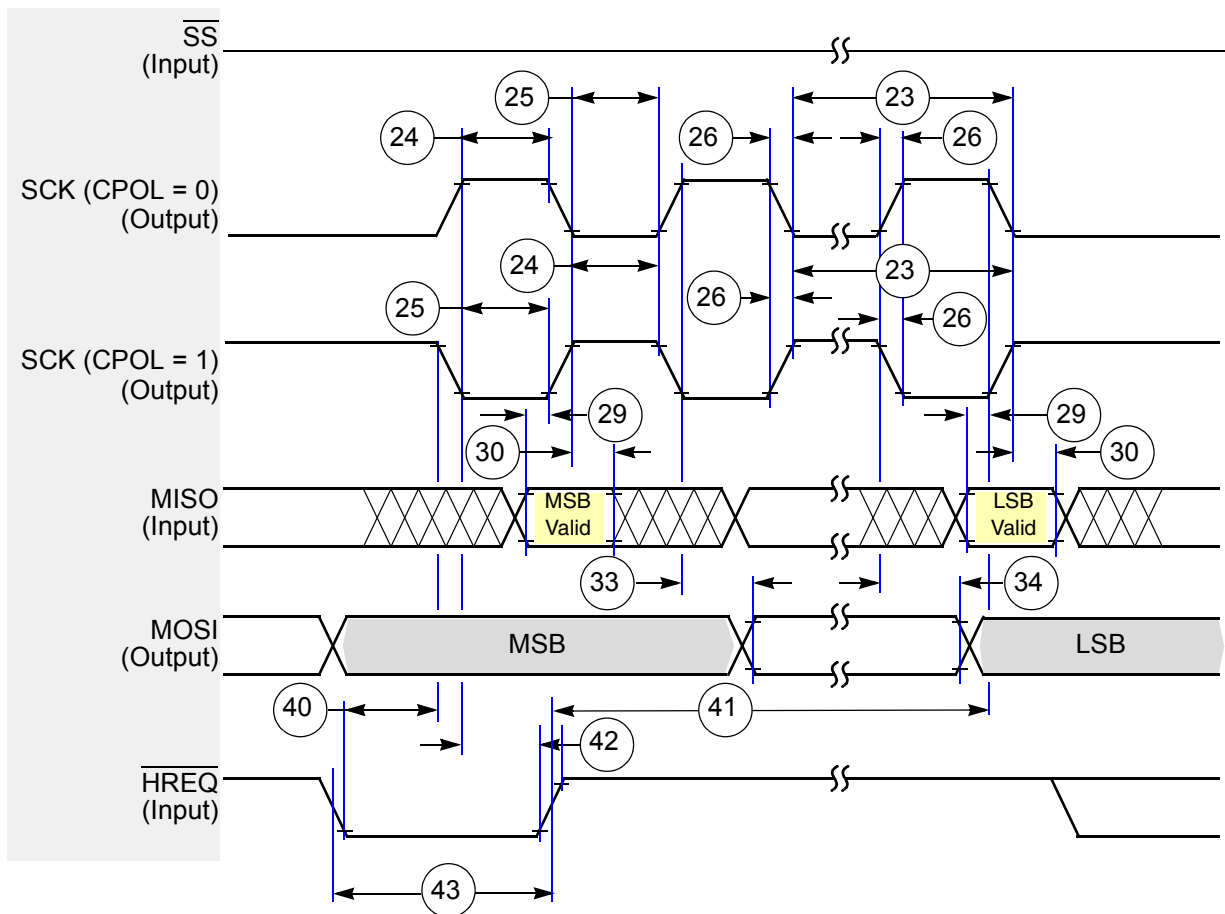 SS
(Input)
25
23
24
26
26
SCK (CPOL = 0)
(Output)
24
23
25
26
26
SCK (CPOL = 1)
(Output)
29
29
30
30
MISO
(Input)
MSB
Valid
LSB
Valid
33
34
MOSI
(Output)
MSB
LSB
40
41
42
HREQ
(Input)
43